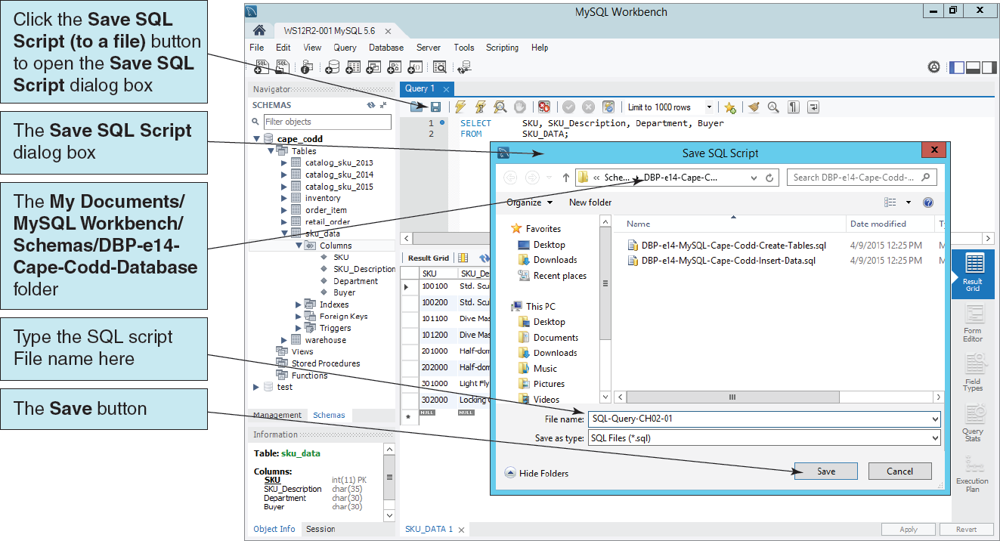 Click the Save SQL
Script (to a file) button
to open the Save SQL
Script dialog box
The Save SQL Script
dialog box
The My Documents/
MySQL Workbench/
Schemas/DBP-e14-
Cape-Codd-Database
folder
Type the SQL script
File name here
The Save button
MySQL Workbench
WS12R2-001 MySQL 5.6
File Edit View Query Database Server Tools Scripting Help
Navigator
SCHEMAS
Filter objects
cape_codd
Tables
catalog_sku_2013
catalog_sku_2014
catalog_sku_2015
inventory
order_item
retail_order
sku_data
Columns
SKU
SKU_Description
Department
Buyer
Indexes
Foreign Keys
Triggers
warehouse
Views
Stored Procedures
Functions
test
Management Schemas
Information
Table: sku_data
Columns:
SKU int(11) PK
SKU_Description char(35)
Department char(30)
Buyer char(30)
Object Info Session
Query 1
Limit to 1000 rows
1 SELECT SKU, SKU_Description, Department, Buyer
2 FROM SKU_DATA;
Result Grid
SKU SKU_De
100100 Std. Scu
100200 Std. Scu
101100 Dive Mas
101200 Dive Mas
201000 Half-dom
202000 Half-dom
301000 Light Fly
302000 Locking C
NULL NULL
SKU_DATA 1
Save SQL Script
« Sche... DBP-e14-Cape-C...
Search DBP-e14-Cape-Codd-...
Organize New folder
Favorites
Desktop
Downloads
Recent places
This PC
Desktop
Documents
Downloads
Music
Pictures
Videos
Name Date modified Ty
DBP-e14-MySQL-Cape-Codd-Create-Tables.sql 4/9/2015 12:25 PM M
DBP-e14-MySQL-Cape-Codd-Insert-Data.sql 4/9/2015 12:25 PM M
File name: SQL-Query-CH02-01
Save as type: SQL Files (*.sql)
Hide Folders
Save Cancel
Result
Grid
Form
Editor
Field
Types
Query
Stats
Execution
Plan
Apply Revert